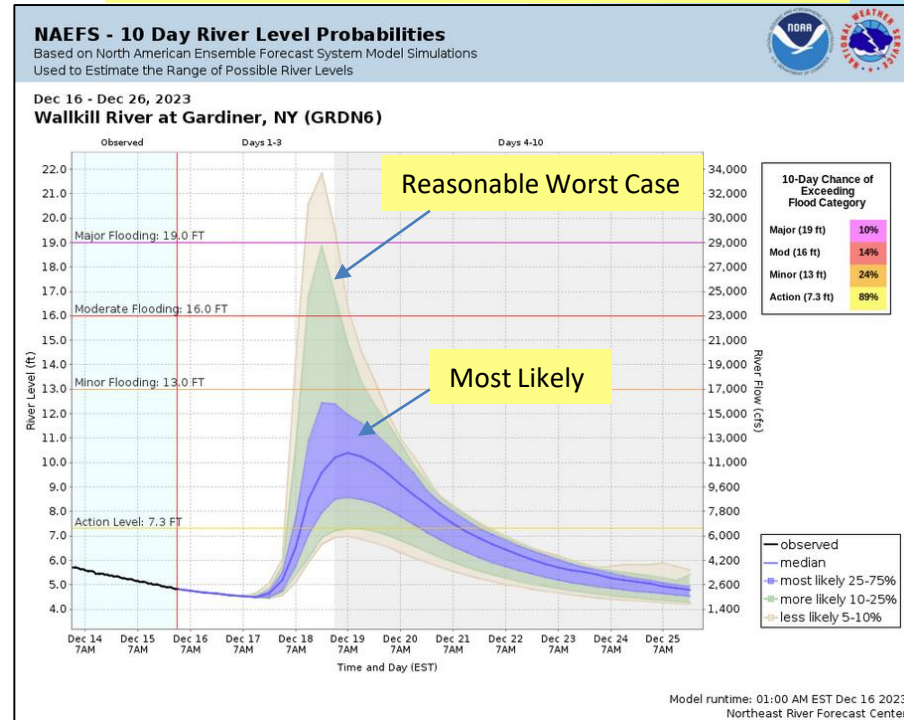 NAEFS - 10 Day River Level Probabilities
Based on North American Ensemble Forecast System Model Simulations
Used to Estimate the Range of Possible River Levels
NOAA
NATIONAL WEATHER SERVICE
Dec 16 - Dec 26, 2023
Wallkill River at Gardiner, NY (GRDN6)
Observed Days 1-3 Days 4-10
22.0 34,000
21.0 32,000
20.0 30,000
19.0 29,000
18.0 27,000
17.0 25,000
16.0 23,000
15.0 21,000
14.0 19,000
13.0 17,000
12.0 15,000
11.0 13,000
10.0 11,000
9.0 9,600
8.0 7,800
7.0 6,000
6.0 4,200
5.0 2,600
4.0 1,400
River Level (ft)
River Flow (cfs)
Major Flooding: 19.0 FT
Moderate Flooding: 16.0 FT
Minor Flooding: 13.0 FT
Action Level: 7.3 FT
Reasonable Worst Case
Most Likely
Dec 14 Dec 15 Dec 16 Dec 17 Dec 18 Dec 19 Dec 20 Dec 21 Dec 22 Dec 23 Dec 24 Dec 25
7AM 7AM 7AM 7AM 7AM 7AM 7AM 7AM 7AM 7AM 7AM 7AM
Time and Day (EST)
10-Day Chance of
Exceeding
Flood Category
Major (19 ft) 10%
Mod (16 ft) 14%
Minor (13 ft) 24%
Action (7.3 ft) 89%
observed
median
most likely 25-75%
more likely 10-25%
less likely 5-10%
Model runtime: 01:00 AM EST Dec 16 2023
Northeast River Forecast Center